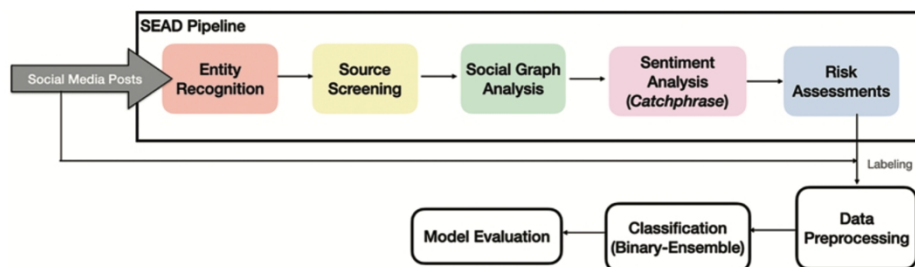 SEAD Pipeline
Social Media Posts
Entity
Recognition
Source
Screening
Social Graph
Analysis
Sentiment
Analysis
(Catchphrase)
Risk
Assessments
Labeling
Data
Preprocessing
Classification
(Binary-Ensemble)
Model Evaluation